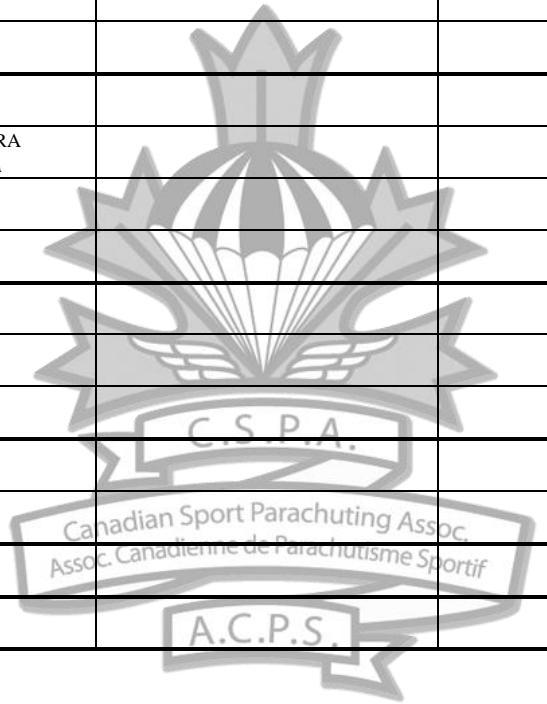 RA
C.S.P.A.
Canadian Sport Parachuting Assoc.
Assoc. Canadienne de Parachutisme Sportif
A.C.P.S.